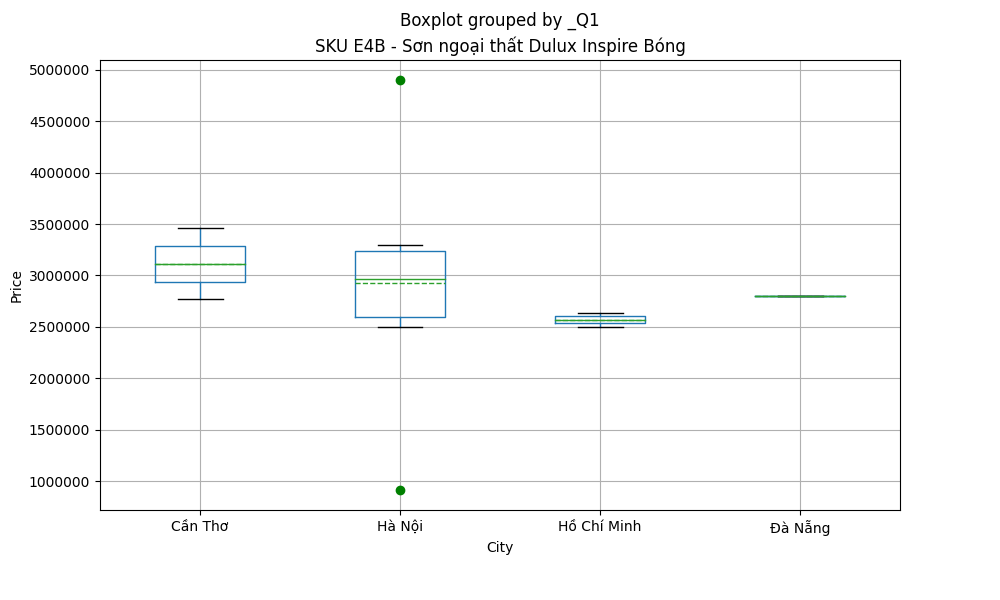 Boxplot grouped by _Q1
SKU E4B - Sơn ngoại thất Dulux Inspire Bóng
5000000
4500000
4000000
3500000
3000000
2500000
2000000
1500000
1000000
Price
Cần Thơ
Hà Nội
Hồ Chí Minh
Đà Nẵng
City